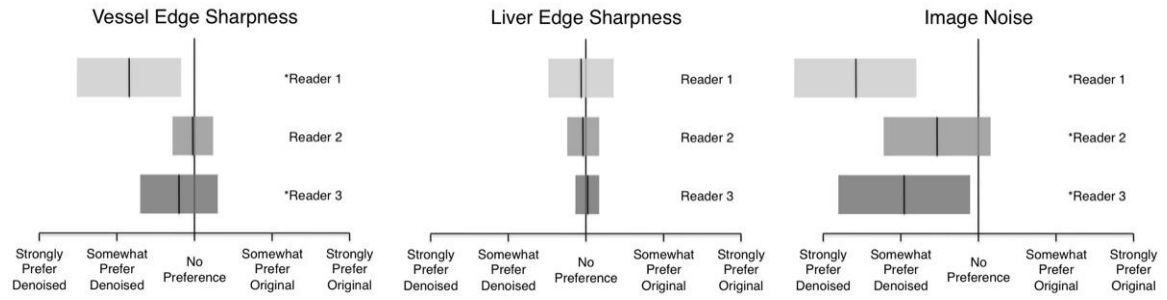 Vessel Edge Sharpness
*Reader 1
Reader 2
*Reader 3
Strongly
Prefer
Denoised
Somewhat
Prefer
Denoised
No
Preference
Somewhat
Prefer
Original
Strongly
Prefer
Original
Liver Edge Sharpness
Reader 1
Reader 2
Reader 3
Strongly
Prefer
Denoised
Somewhat
Prefer
Denoised
No
Preference
Somewhat
Prefer
Original
Strongly
Prefer
Original
Image Noise
*Reader 1
*Reader 2
*Reader 3
Strongly
Prefer
Denoised
Somewhat
Prefer
Denoised
No
Preference
Somewhat
Prefer
Original
Strongly
Prefer
Original